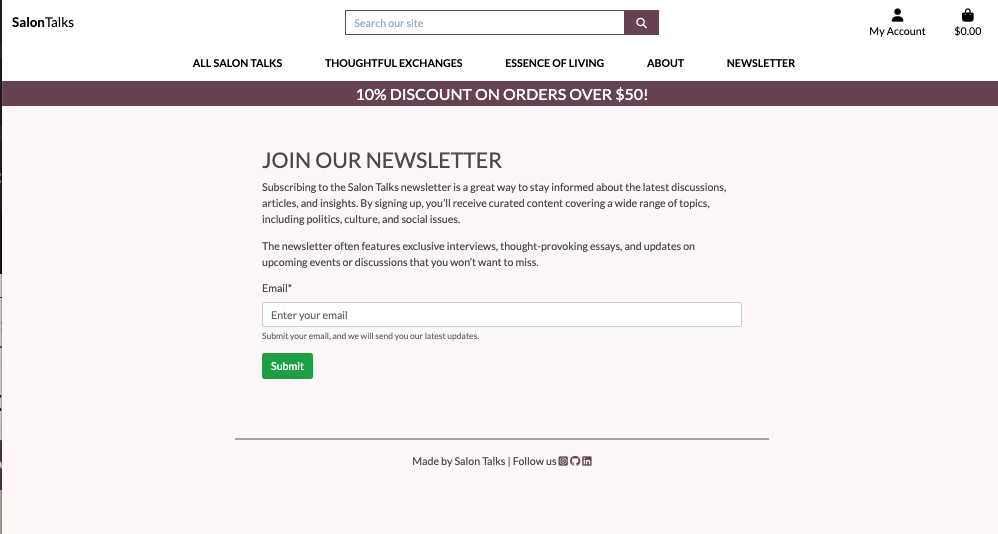 SalonTalks
Search our site
My Account
$0.00
ALL SALON TALKS
THOUGHTFUL EXCHANGES
ESSENCE OF LIVING
ABOUT
NEWSLETTER
10% DISCOUNT ON ORDERS OVER $50!
JOIN OUR NEWSLETTER
Subscribing to the Salon Talks newsletter is a great way to stay informed about the latest discussions,
articles, and insights. By signing up, you'll receive curated content covering a wide range of topics,
including politics, culture, and social issues.
The newsletter often features exclusive interviews, thought-provoking essays, and updates on
upcoming events or discussions that you won't want to miss.
Email*
Enter your email
Submit your email, and we will send you our latest updates.
Submit
Made by Salon Talks | Follow us